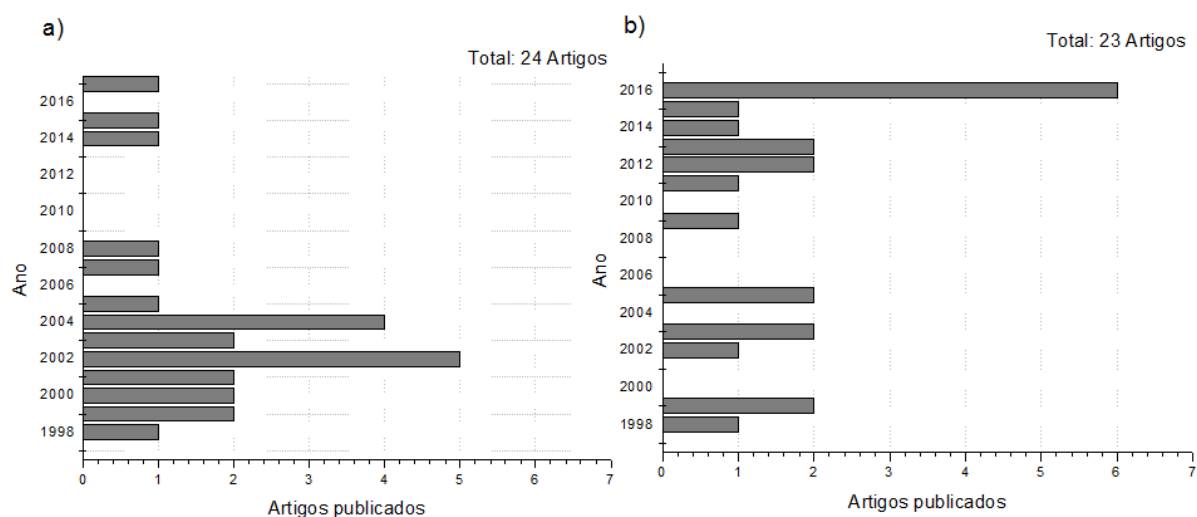 a)
Total: 24 Artigos
2016
2014
2012
2010
2008
2006
2004
2002
2000
1998
Ano
0 1 2 3 4 5 6 7
Artigos publicados
b)
Total: 23 Artigos
2016
2014
2012
2010
2008
2006
2004
2002
2000
1998
Ano
0 1 2 3 4 5 6 7
Artigos publicados